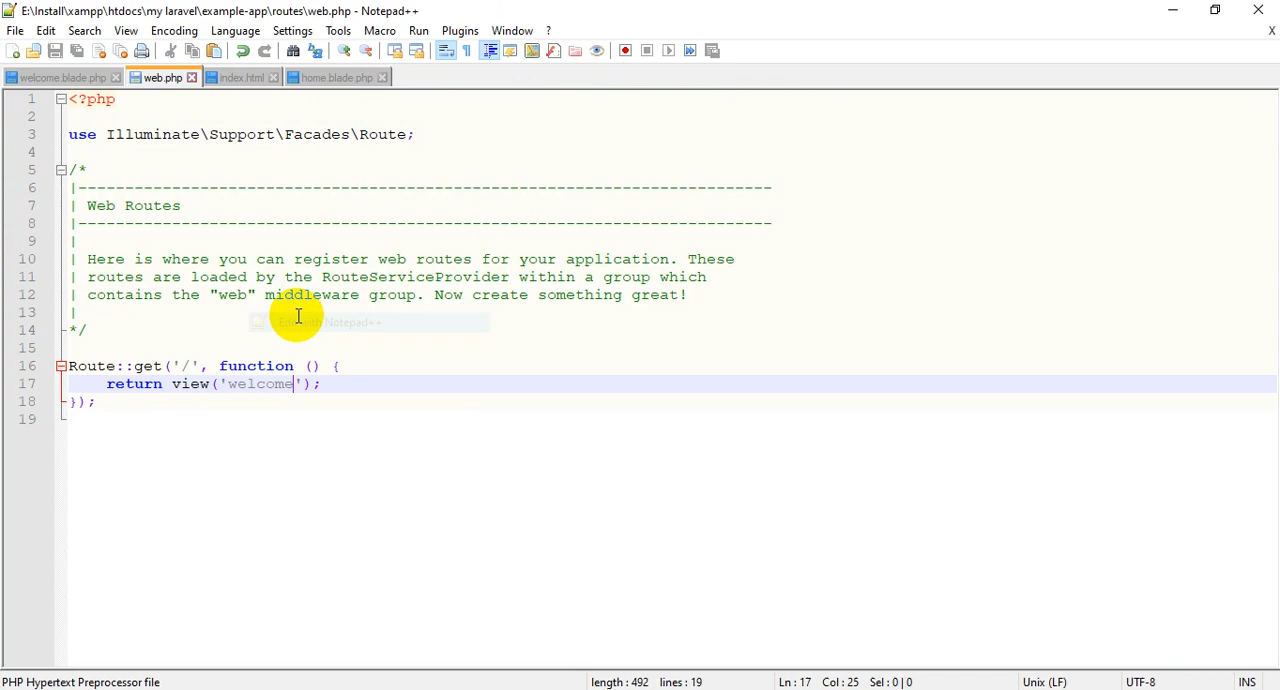 E:\Install\xampp\htdocs\my laravel\example-app\routes\web.php - Notepad++
File Edit Search View Encoding Language Settings Tools Macro Run Plugins Window ? X
welcome.blade.php web.php index.html home.blade.php
1 <?php
2
3 use Illuminate\Support\Facades\Route;
4
5 /*
6 |--------------------------------------------------------------------------
7 | Web Routes
8 |--------------------------------------------------------------------------
9 |
10 | Here is where you can register web routes for your application. These
11 | routes are loaded by the RouteServiceProvider within a group which
12 | contains the "web" middleware group. Now create something great!
13 |
Edit with Notepad++
14 */
15
16 Route::get('/', function () {
17 return view('welcome');
18 });
19
PHP Hypertext Preprocessor file length : 492 lines : 19 Ln : 17 Col : 25 Sel : 0 | 0 Unix (LF) UTF-8 INS